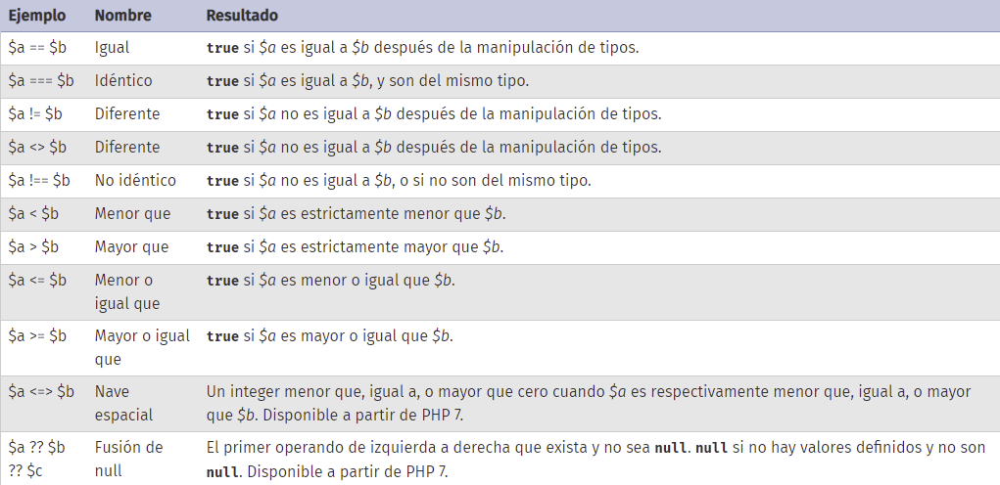 Ejemplo Nombre Resultado
$a == $b Igual true si $a es igual a $b después de la manipulación de tipos.
$a === $b Idéntico true si $a es igual a $b, y son del mismo tipo.
$a != $b Diferente true si $a no es igual a $b después de la manipulación de tipos.
$a <> $b Diferente true si $a no es igual a $b después de la manipulación de tipos.
$a !== $b No idéntico true si $a no es igual a $b, o si no son del mismo tipo.
$a < $b Menor que true si $a es estrictamente menor que $b.
$a > $b Mayor que true si $a es estrictamente mayor que $b.
$a <= $b Menor o true si $a es menor o igual que $b.
igual que
$a >= $b Mayor o igual true si $a es mayor o igual que $b.
que
$a <=> $b Nave Un integer menor que, igual a, o mayor que cero cuando $a es respectivamente menor que, igual a, o mayor
espacial que $b. Disponible a partir de PHP 7.
$a ?? $b Fusión de El primer operando de izquierda a derecha que exista y no sea null. null si no hay valores definidos y no son
?? $c null null. Disponible a partir de PHP 7.